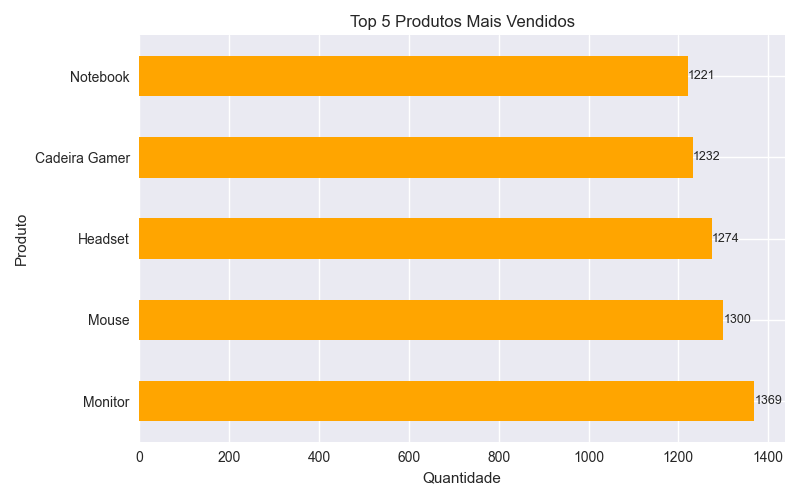 Top 5 Produtos Mais Vendidos
Produto
Notebook 1221
Cadeira Gamer 1232
Headset 1274
Mouse 1300
Monitor 1369
0 200 400 600 800 1000 1200 1400
Quantidade